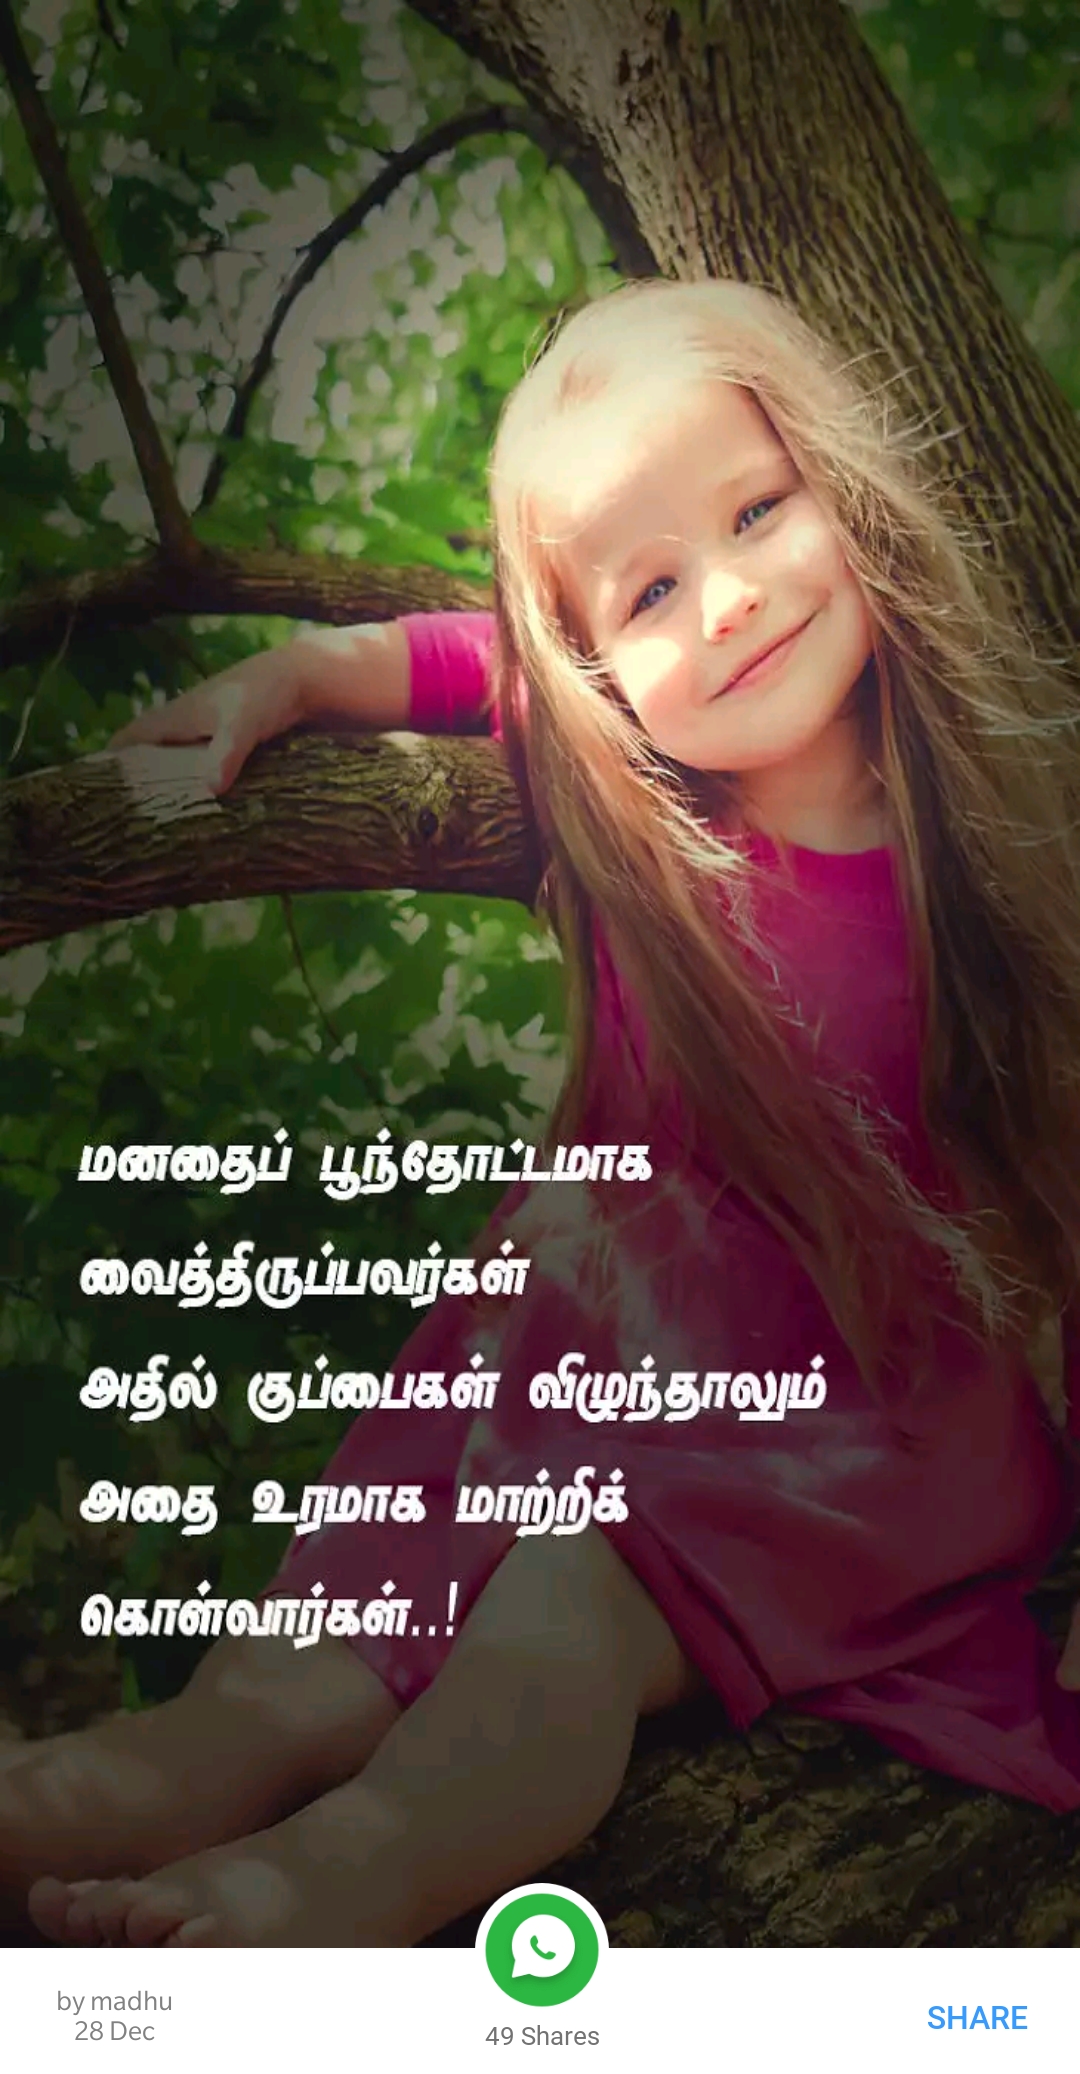 மனதைப் பூந்தோட்டமாக
வைத்திருப்பவர்கள்
அதில் குப்பைகள் விழுந்தாலும்
அதை உரமாக மாற்றிக்
கொள்வார்கள்..!
by madhu
28 Dec
49 Shares
SHARE